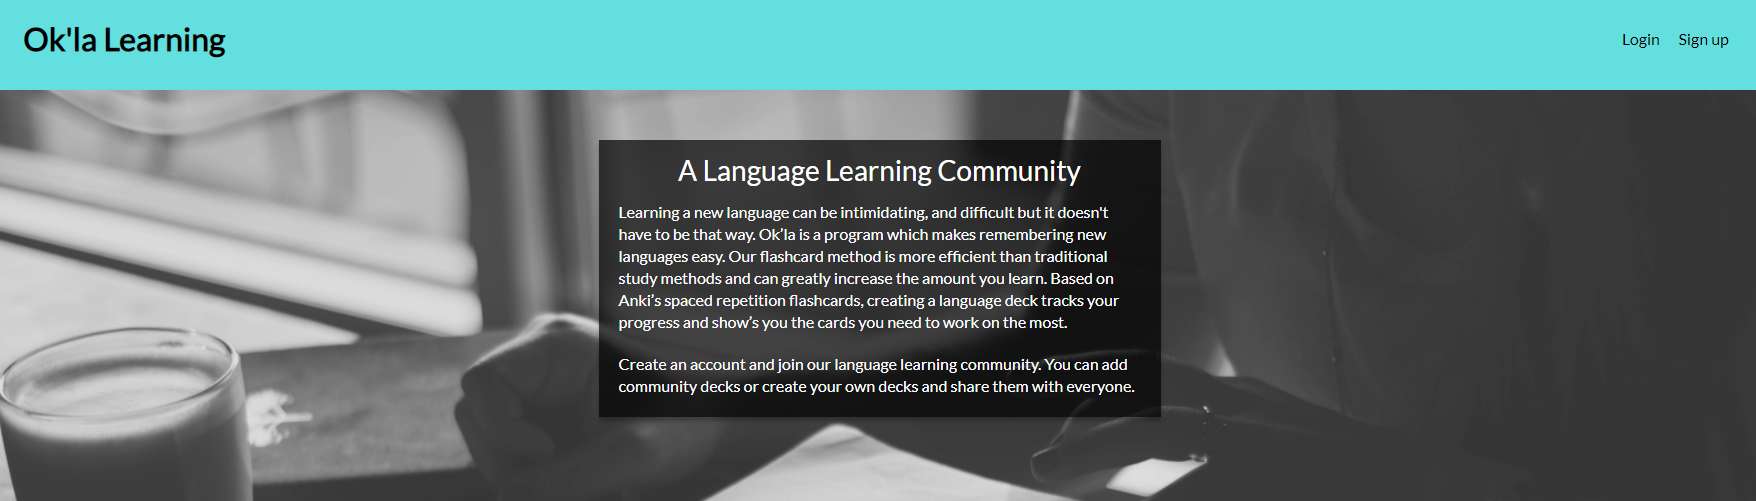 Ok'la Learning
Login
Sign up
A Language Learning Community
Learning a new language can be intimidating, and difficult but it doesn't
have to be that way. Ok’la is a program which makes remembering new
languages easy. Our flashcard method is more efficient than traditional
study methods and can greatly increase the amount you learn. Based on
Anki’s spaced repetition flashcards, creating a language deck tracks your
progress and show’s you the cards you need to work on the most.
Create an account and join our language learning community. You can add
community decks or create your own decks and share them with everyone.